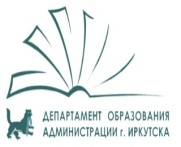 ДЕПАРТАМЕНТ ОБРАЗОВАНИЯ
АДМИНИСТРАЦИИ г. ИРКУТСКА